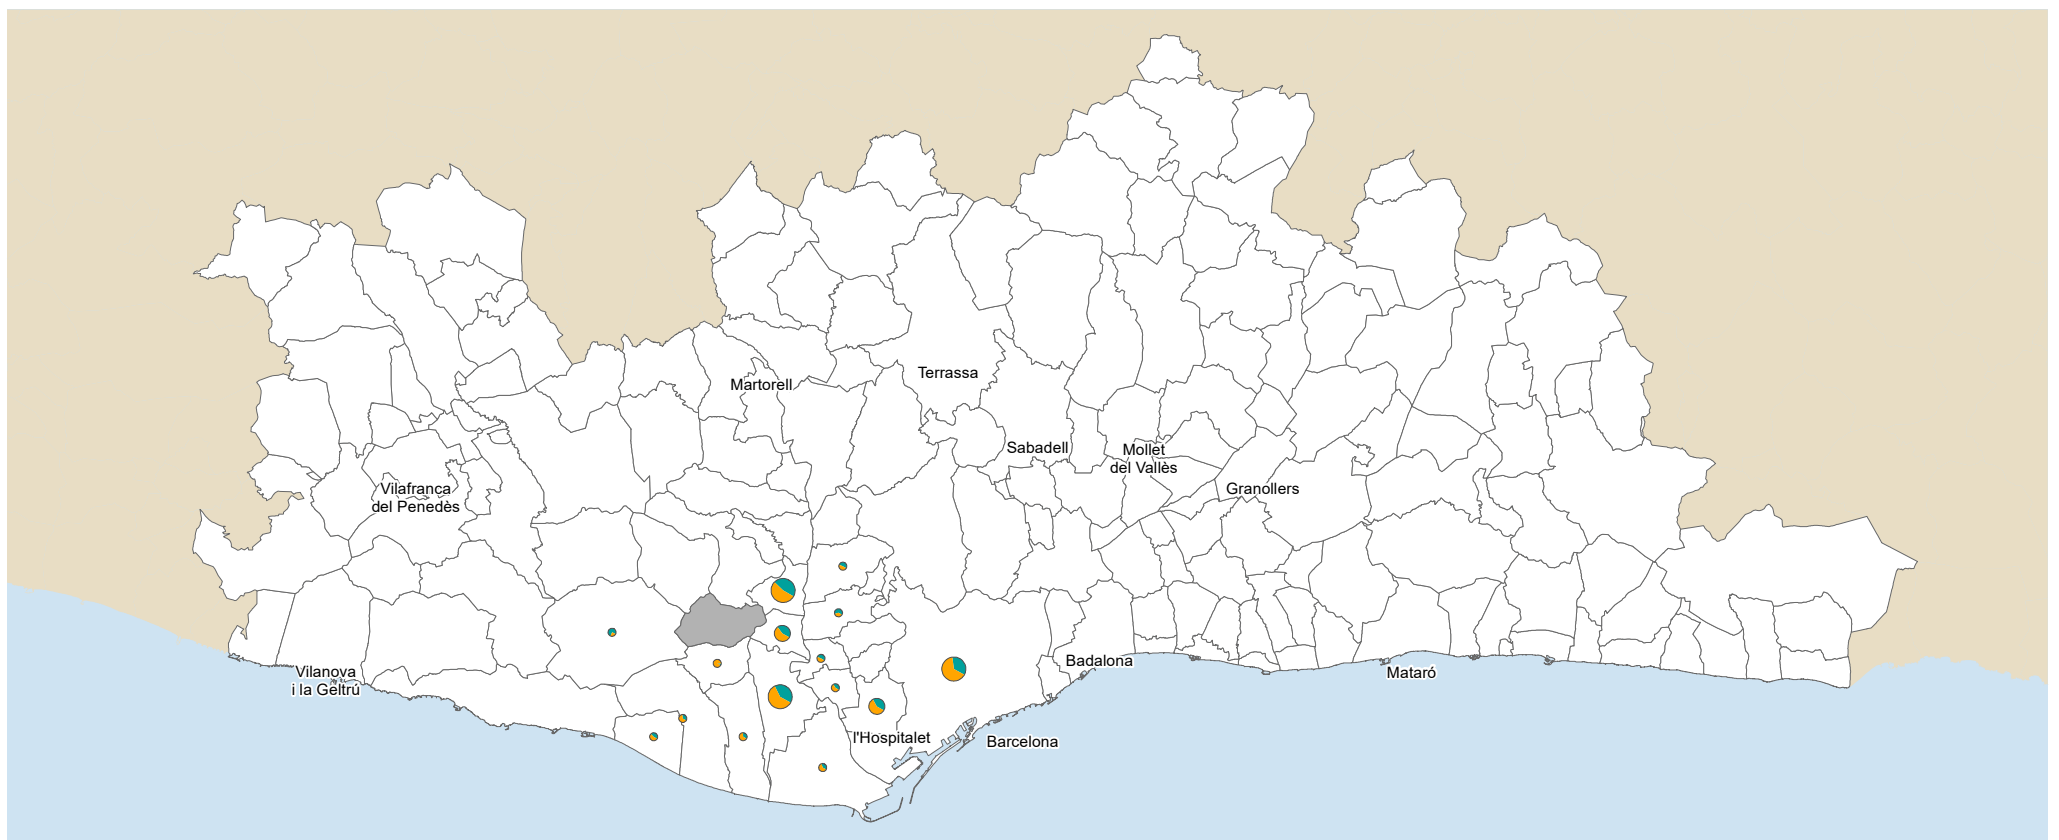 Terrassa
Martorell
Sabadell
Mollet
del Vallès
Vilafranca
del Penedès
Granollers
Badalona
Vilanova
i la Geltrú
Mataró
l'Hospitalet
Barcelona